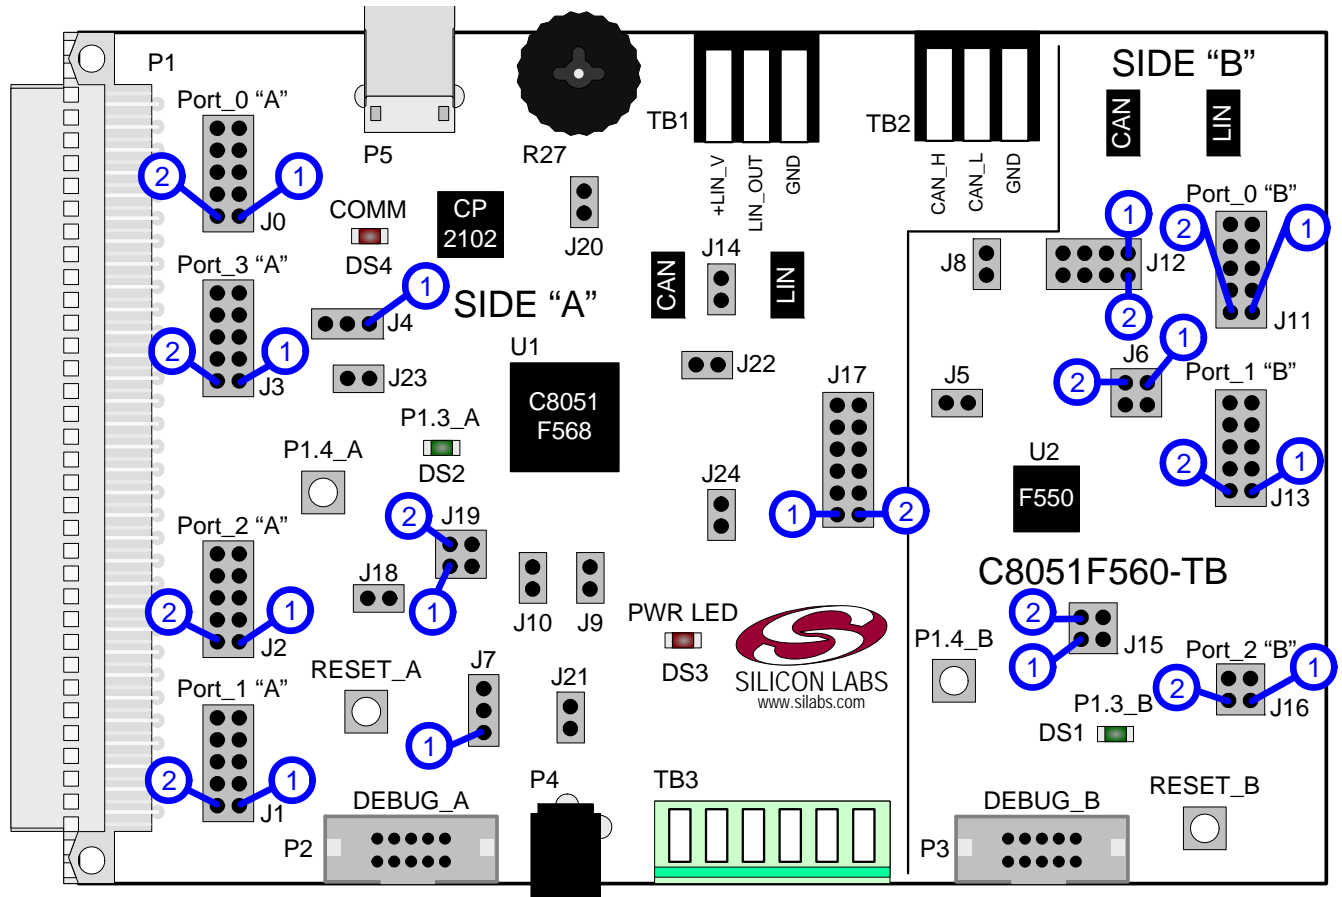 P1
SIDE “B”
Port_0 “A”
TB1
TB2
CAN
LIN
P5
R27
+LIN_V
LIN_OUT
GND
CAN_H
CAN_L
GND
2
1
J0
COMM
DS4
CP
2102
J20
Port_0 “B”
2
1
J11
1
J12
2
J8
J14
CAN
LIN
Port_3 “A”
2
1
J3
1
J4
SIDE “A”
J23
U1
C8051
F568
J22
J17
1
2
J5
J6
1
2
Port_1 “B”
2
1
J13
P1.3_A
DS2
P1.4_A
J24
U2
F550
Port_2 “A”
2
1
J2
2
J19
1
J18
J10
J9
C8051F560-TB
PWR LED
DS3
SILICON LABS
www.silabs.com
2
1
J15
P1.4_B
Port_2 “B”
2
1
J16
P1.3_B
DS1
RESET_A
J7
1
J21
Port_1 “A”
2
1
J1
DEBUG_A
P2
P4
TB3
DEBUG_B
P3
RESET_B